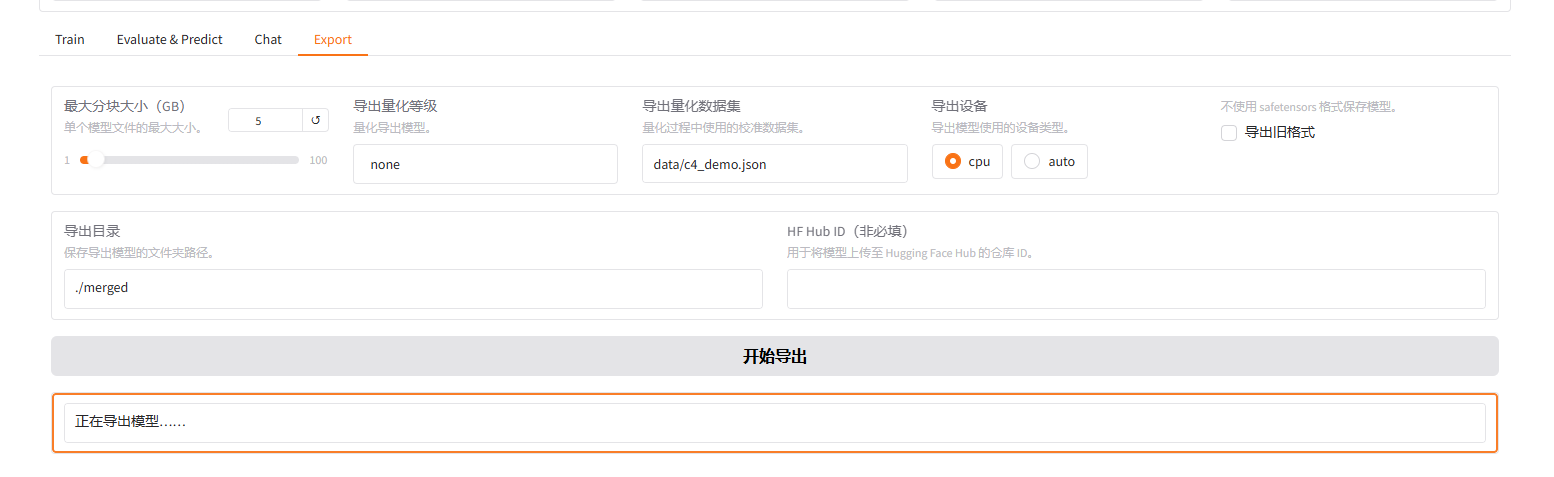 Train Evaluate & Predict Chat Export
最大分块大小（GB）
单个模型文件的最大大小。
5 ↺
1 100
导出量化等级
量化导出模型。
none
导出量化数据集
量化过程中使用的校准数据集。
data/c4_demo.json
导出设备
导出模型使用的设备类型。
cpu auto
不使用 safetensors 格式保存模型。
导出旧格式
导出目录
保存导出模型的文件夹路径。
./merged
HF Hub ID（非必填）
用于将模型上传至 Hugging Face Hub 的仓库 ID。
开始导出
正在导出模型……